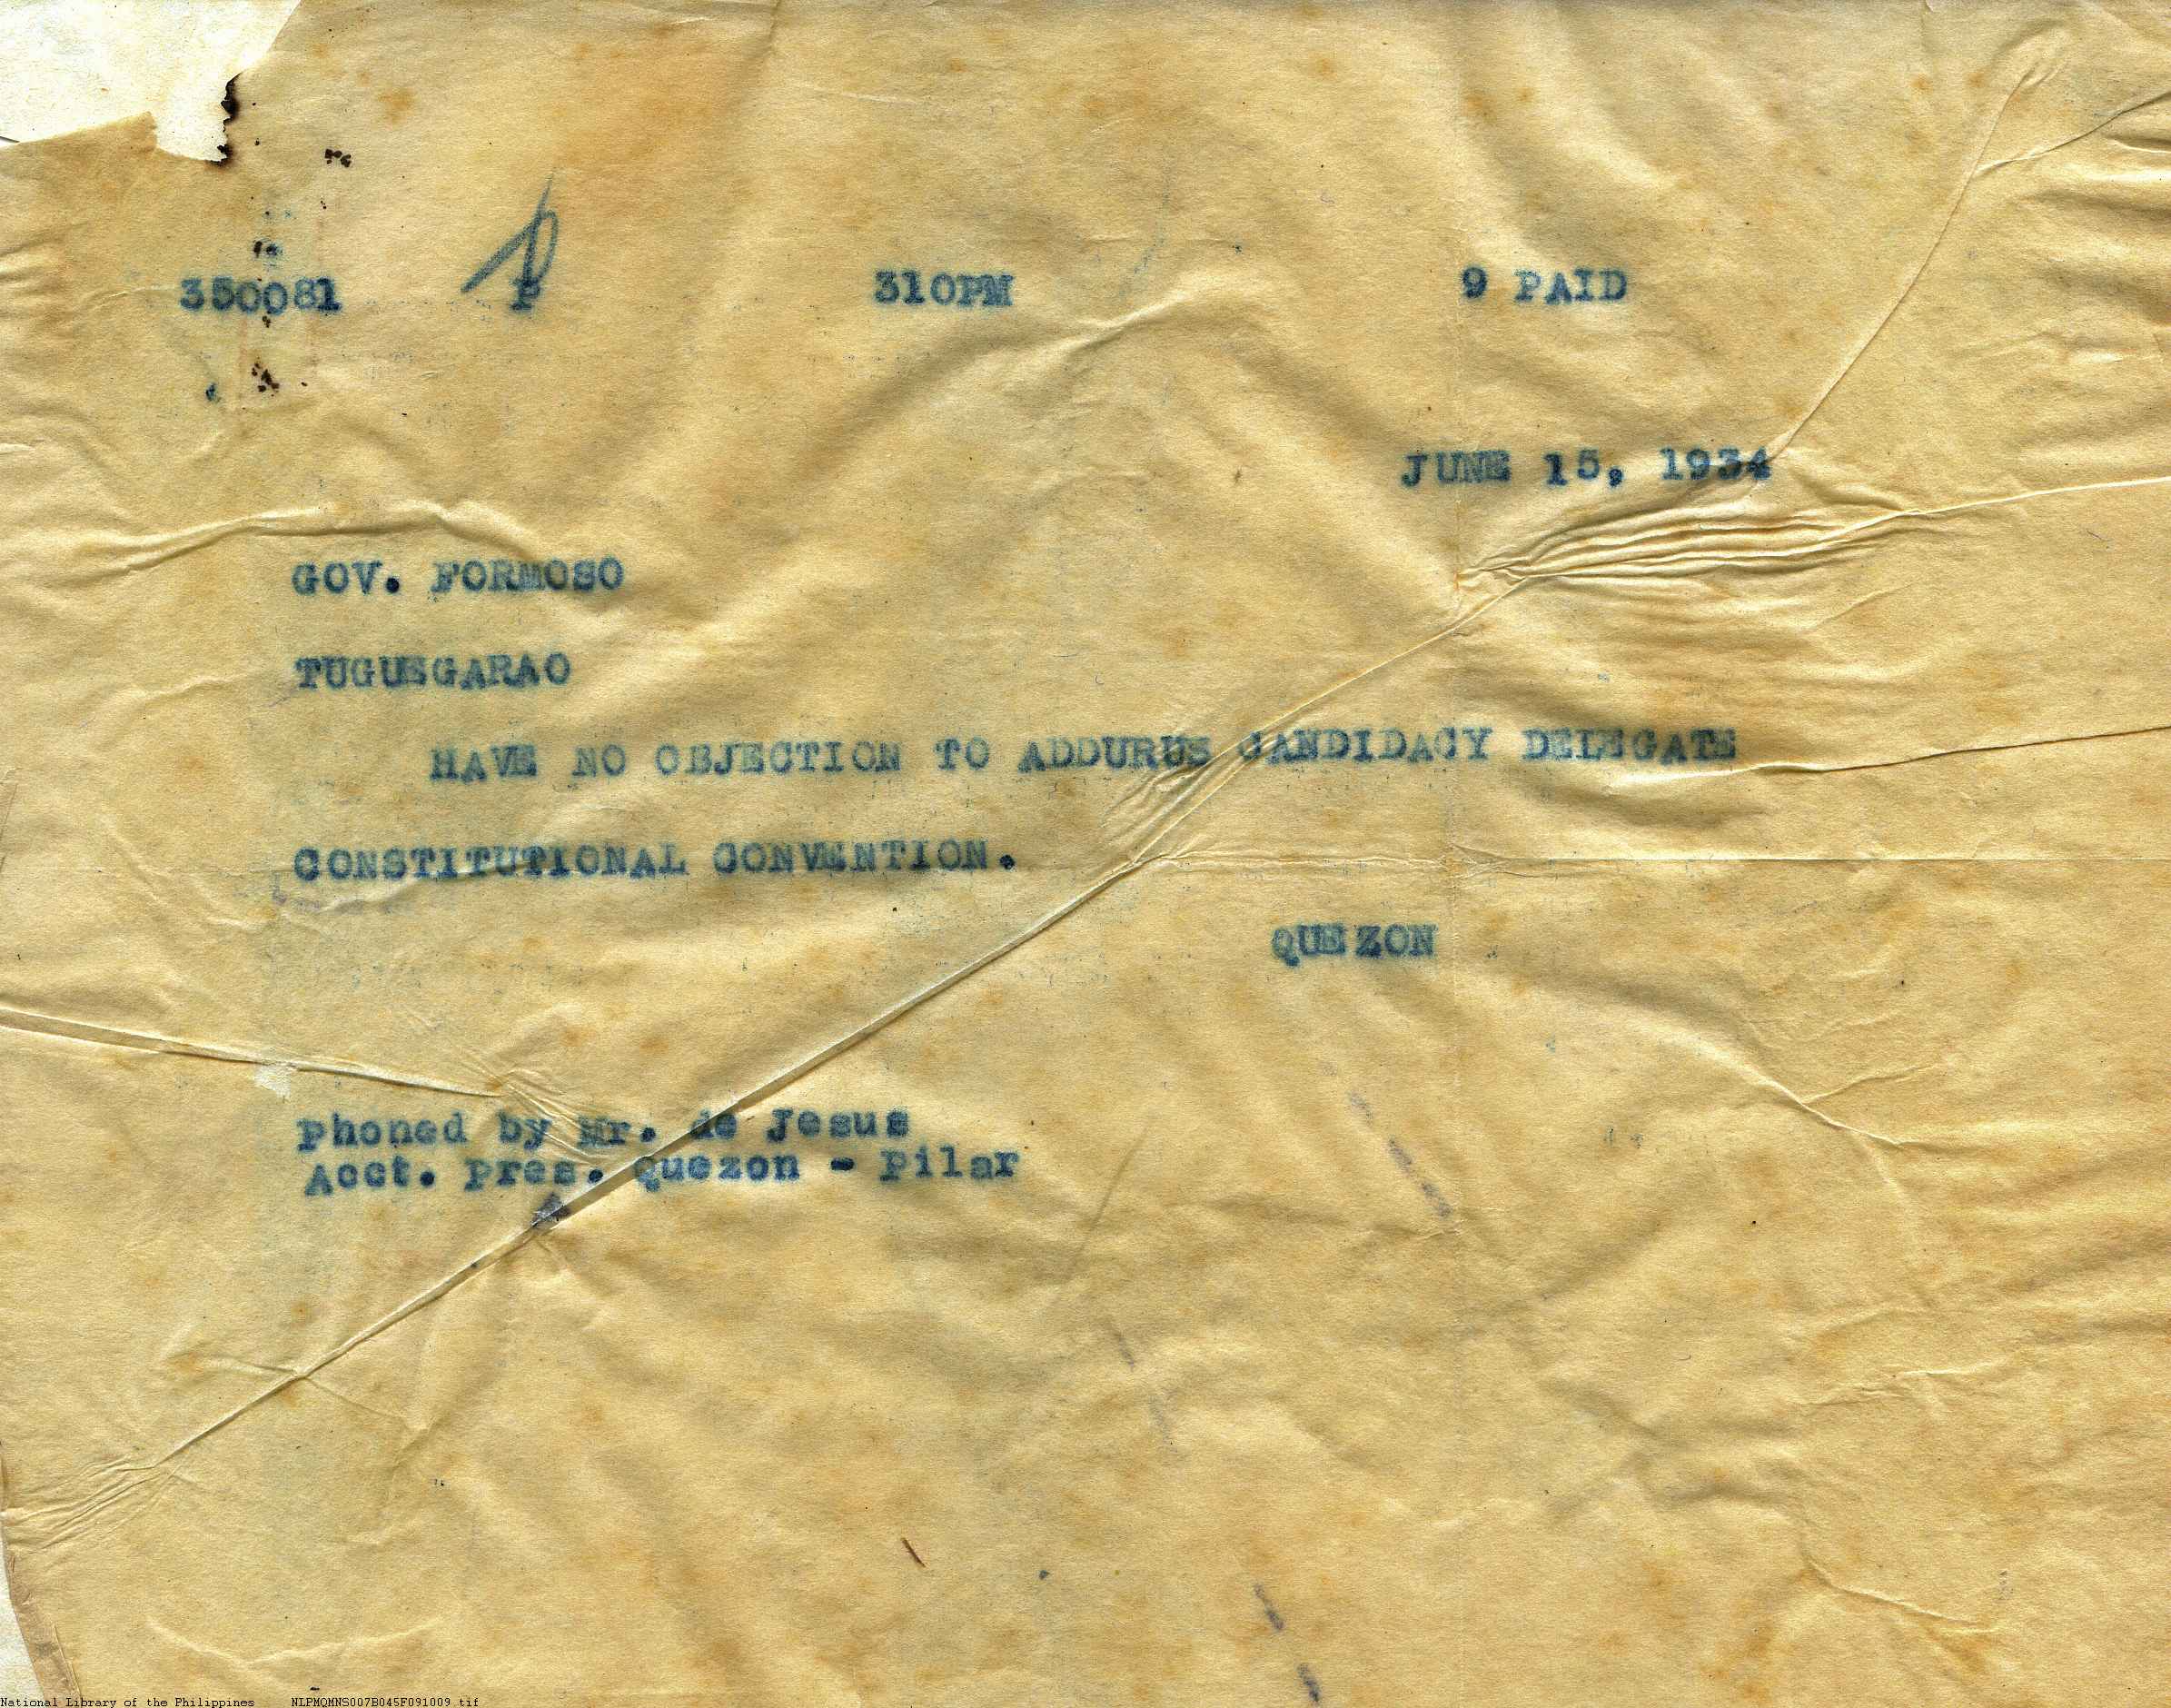 350081 P 310PM 9 PAID
JUNE 15, 1934
GOV. FORMOSO
TUGUEGARAO
HAVE NO OBJECTION TO ADDURUS CANDIDACY DELEGATE
CONSTITUTIONAL CONVENTION.
QUEZON
Phoned by Mr. de Jesus
Acct. Pres. Quezon - Pilar
National Library of the Philippines NLPMQMNS007B045F091009.tif